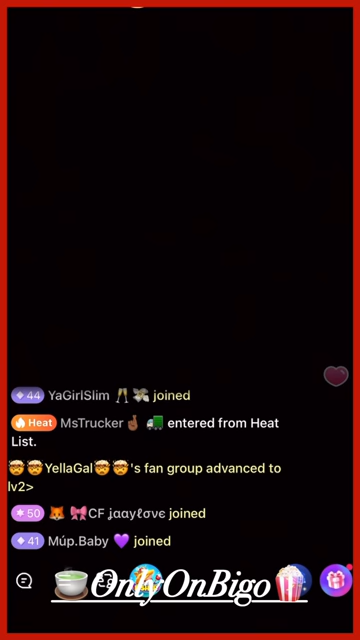 44 YaGirlSlim 🥂💸 joined
Heat MsTrucker🤞🏾 🚛 entered from Heat
List.
🤯🤯YellaGal🤯🤯's fan group advanced to
lv2>
50 🦊 🎀CF ʝααყℓσνє joined
41 Múp.Baby 💜 joined
🍵OnlyOnBigo🍿